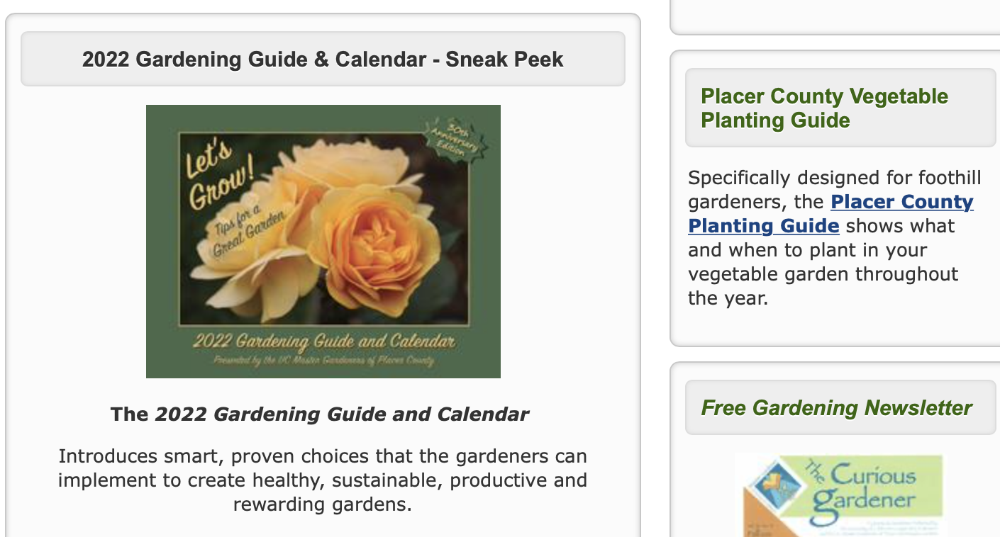 2022 Gardening Guide & Calendar - Sneak Peek
Let's
Grow!
Tips for a
Great Garden
30th
Anniversary
Edition
2022 Gardening Guide and Calendar
Presented by the UC Master Gardeners of Placer County
The 2022 Gardening Guide and Calendar
Introduces smart, proven choices that the gardeners can
implement to create healthy, sustainable, productive and
rewarding gardens.
Placer County Vegetable
Planting Guide
Specifically designed for foothill
gardeners, the Placer County
Planting Guide shows what
and when to plant in your
vegetable garden throughout
the year.
Free Gardening Newsletter
The Curious
gardener